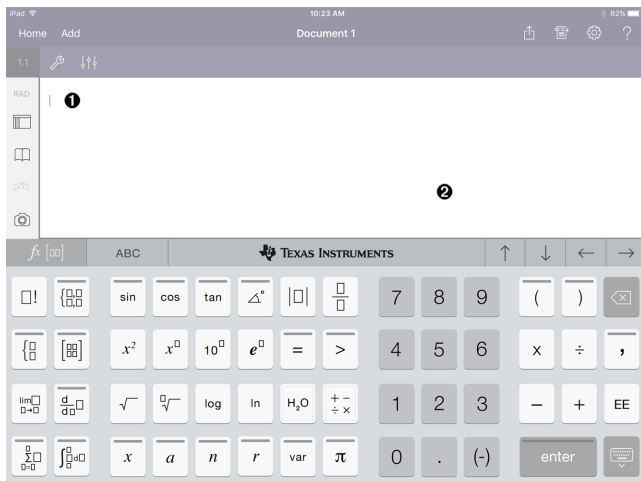 iPad 10:23 AM 82%
Home Add Document 1 ?
1.1
RAD
❶
❷
fx [▯▯] ABC TEXAS INSTRUMENTS ↑ ↓ ← →
▯! {▯,▯ ▯,▯ sin cos tan ∠° |▯| ▯/▯ 7 8 9 ( )
{▯ ▯ [▯▯ ▯▯] x² x^▯ 10^▯ e^▯ = > 4 5 6 x ÷ ,
lim▯ ▯→▯ d/d▯ ▯ √ ▯√ log ln H₂O + − ÷ × 1 2 3 − + EE
▯ Σ▯ ▯=▯ ∫▯ ▯ d▯ x a n r var π 0 . (-) enter